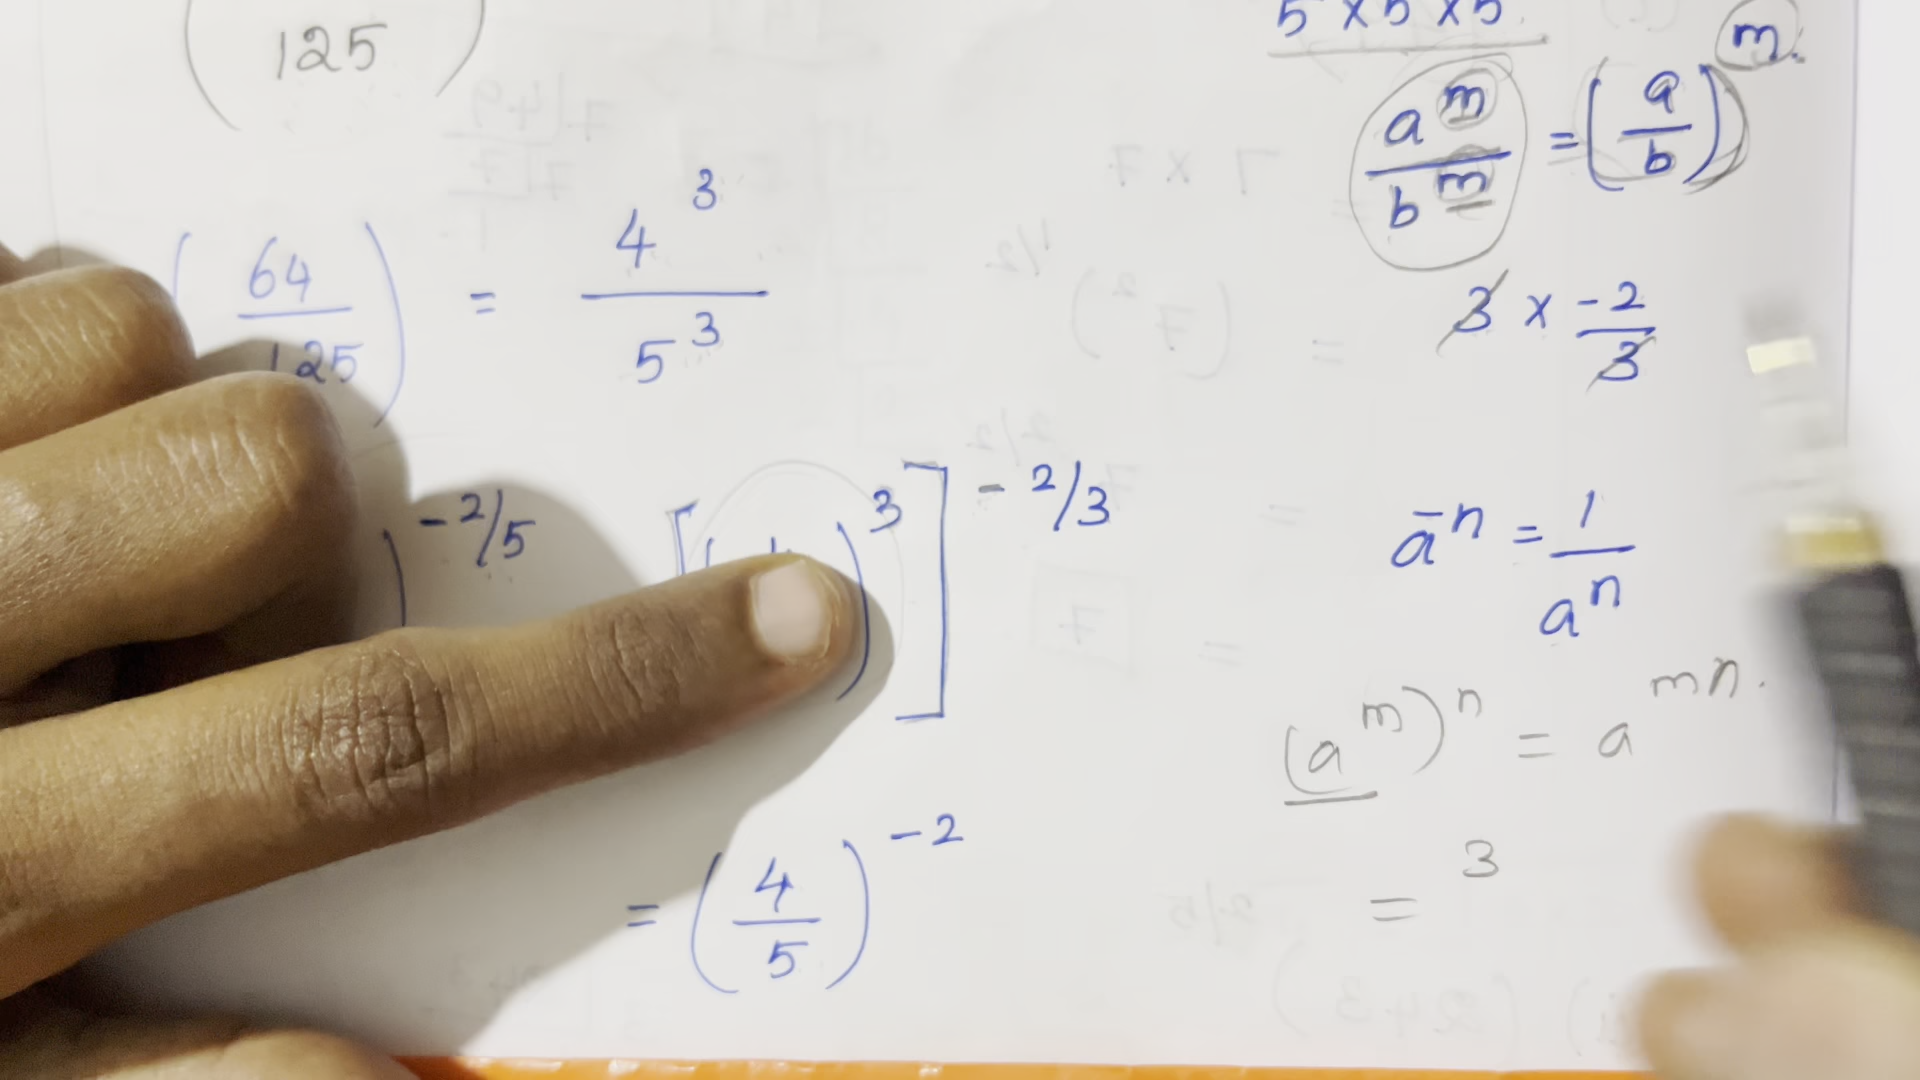 5 × 5 × 5
( 125 )
a^m / b^m = (a/b)^m.
(64/125) = 4^3 / 5^3
3 × -2/3
)^-2/5 [( )^3]^-2/3
a^-n = 1/a^n
(a^m)^n = a^mn.
= (4/5)^-2
= 3